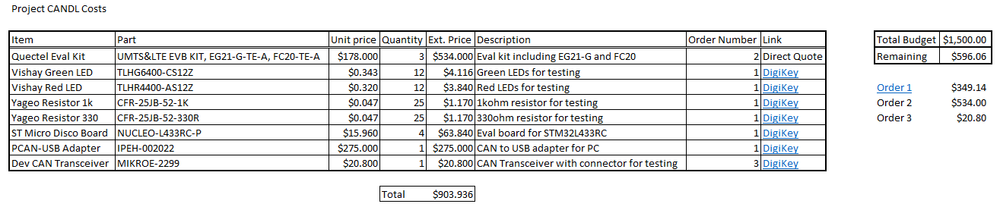 Project CANDL Costs
Item Part Unit price Quantity Ext. Price Description Order Number Link Total Budget $1,500.00
Quectel Eval Kit UMTS&LTE EVB KIT, EG21-G-TE-A, FC20-TE-A $178.000 3 $534.000 Eval kit including EG21-G and FC20 2 Direct Quote Remaining $596.06
Vishay Green LED TLHG6400-CS12Z $0.343 12 $4.116 Green LEDs for testing 1 DigiKey
Vishay Red LED TLHR4400-AS12Z $0.320 12 $3.840 Red LEDs for testing 1 DigiKey Order 1 $349.14
Yageo Resistor 1k CFR-25JB-52-1K $0.047 25 $1.170 1kohm resistor for testing 1 DigiKey Order 2 $534.00
Yageo Resistor 330 CFR-25JB-52-330R $0.047 25 $1.170 330ohm resistor for testing 1 DigiKey Order 3 $20.80
ST Micro Disco Board NUCLEO-L433RC-P $15.960 4 $63.840 Eval board for STM32L433RC 1 DigiKey
PCAN-USB Adapter IPEH-002022 $275.000 1 $275.000 CAN to USB adapter for PC 1 DigiKey
Dev CAN Transceiver MIKROE-2299 $20.800 1 $20.800 CAN Transceiver with connector for testing 3 DigiKey
Total $903.936